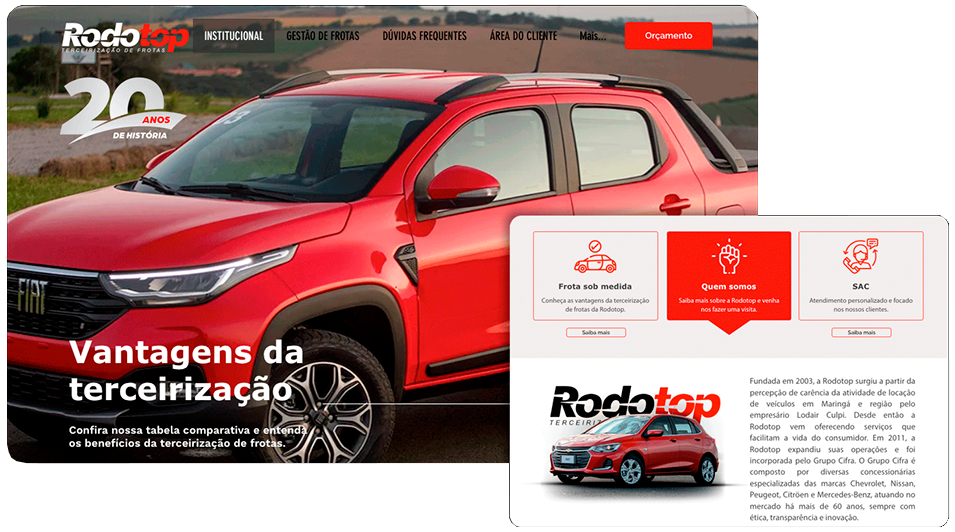 Rodotop
TERCEIRIZAÇÃO DE FROTAS
INSTITUCIONAL
GESTÃO DE FROTAS
DÚVIDAS FREQUENTES
ÁREA DO CLIENTE
Mais...
Orçamento
20
ANOS
DE HISTÓRIA
FIAT
Vantagens da
terceirização
Confira nossa tabela comparativa e entenda
os benefícios da terceirização de frotas.
Frota sob medida
Conheça as vantagens da terceirização
de frotas da Rodotop.
Saiba mais
Quem somos
Saiba mais sobre a Rodotop e venha
nos fazer uma visita.
SAC
Atendimento personalizado e focado
nos nossos clientes.
Saiba mais
Rodotop
Fundada em 2003, a Rodotop surgiu a partir da
percepção de carência da atividade de locação
de veículos em Maringá e região pelo
empresário Lodair Culpi. Desde então a
Rodotop vem oferecendo serviços que
facilitam a vida do consumidor. Em 2011, a
Rodotop expandiu suas operações e foi
incorporada pelo Grupo Cifra. O Grupo Cifra é
composto por diversas concessionárias
especializadas das marcas Chevrolet, Nissan,
Peugeot, Citröen e Mercedes-Benz, atuando no
mercado há mais de 60 anos, sempre com
ética, transparência e inovação.